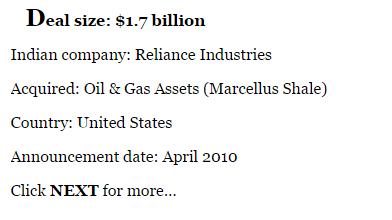 Deal size: $1.7 billion
Indian company: Reliance Industries
Acquired: Oil & Gas Assets (Marcellus Shale)
Country: United States
Announcement date: April 2010
Click NEXT for more...